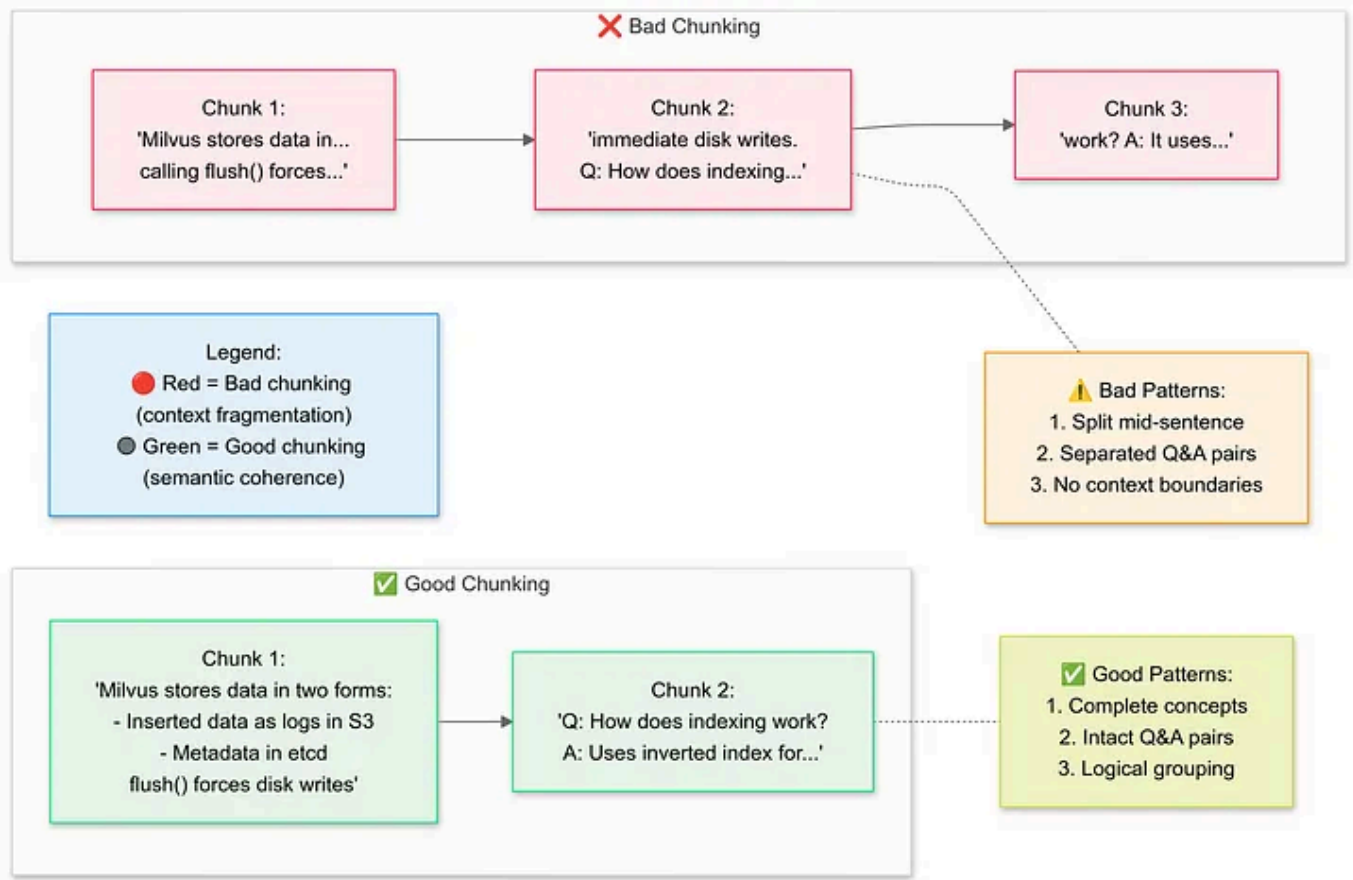 ❌ Bad Chunking
Chunk 1:
'Milvus stores data in...
calling flush() forces...'
Chunk 2:
'immediate disk writes.
Q: How does indexing...'
Chunk 3:
'work? A: It uses...'
Legend:
🔴 Red = Bad chunking
(context fragmentation)
⚫ Green = Good chunking
(semantic coherence)
⚠️ Bad Patterns:
1. Split mid-sentence
2. Separated Q&A pairs
3. No context boundaries
✅ Good Chunking
Chunk 1:
'Milvus stores data in two forms:
- Inserted data as logs in S3
- Metadata in etcd
flush() forces disk writes'
Chunk 2:
'Q: How does indexing work?
A: Uses inverted index for...'
✅ Good Patterns:
1. Complete concepts
2. Intact Q&A pairs
3. Logical grouping